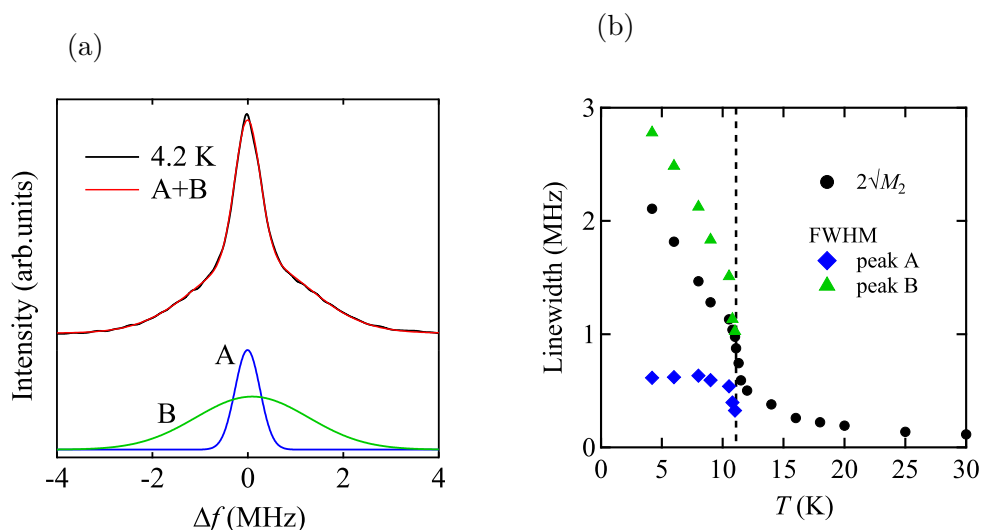 (a)
4.2 K
A+B
A
B
Intensity (arb.units)
-4
-2
0
2
4
Δf (MHz)
(b)
3
2
1
0
Linewidth (MHz)
2√M₂
FWHM
peak A
peak B
0
5
10
15
20
25
30
T (K)